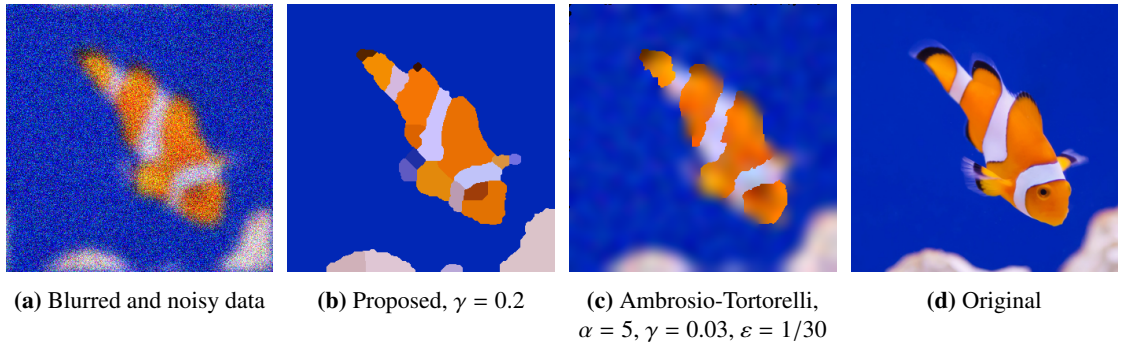 (a) Blurred and noisy data
(b) Proposed, γ = 0.2
(c) Ambrosio-Tortorelli,
α = 5, γ = 0.03, ε = 1/30
(d) Original